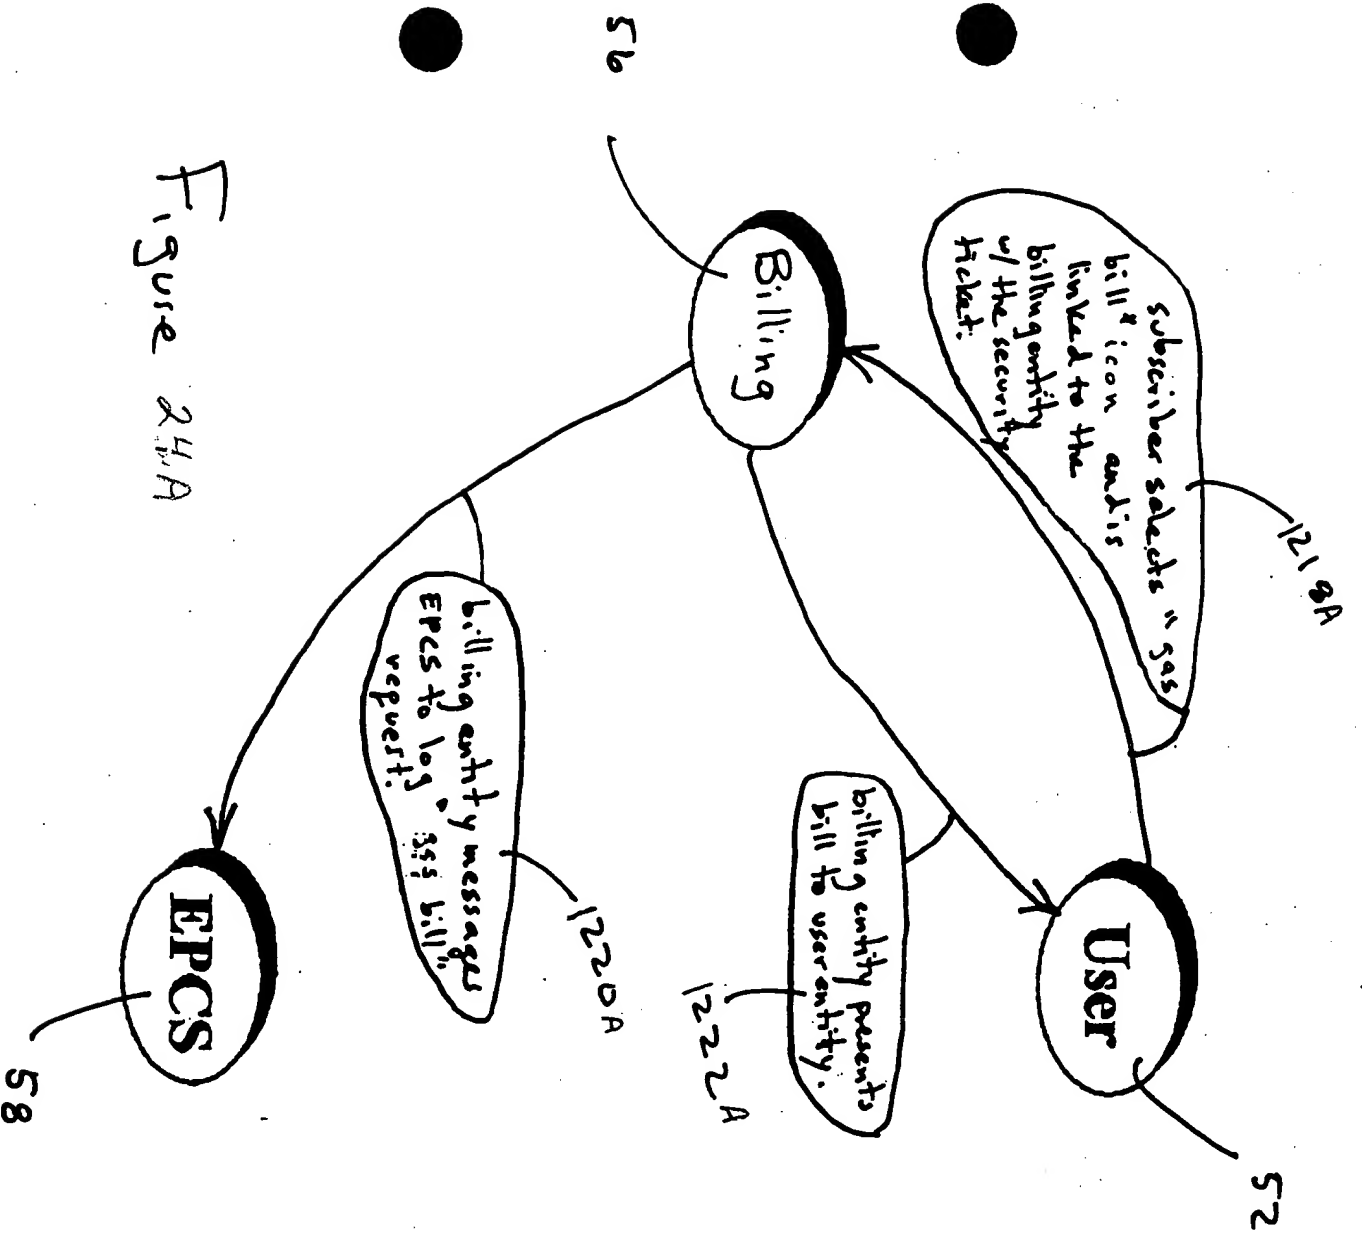 52
User
1218A
subscriber selects "gas
bill" icon and is
linked to the
billing entity
w/ the security
ticket.
billing entity presents
bill to user entity.
1222A
Billing
56
1220A
billing entity messages
EPCS to log "
bill"
request.
EPCS
58
Figure 24A